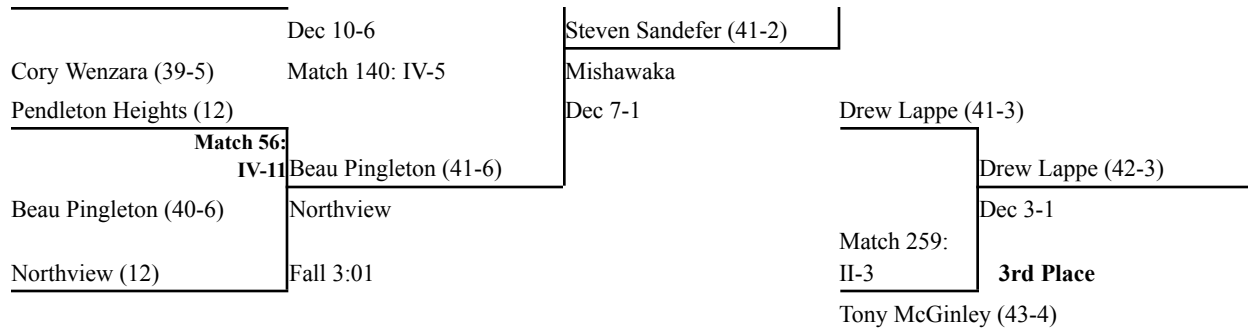 Dec 10-6
Steven Sandefer (41-2)
Cory Wenzara (39-5)
Match 140: IV-5
Mishawaka
Pendleton Heights (12)
Dec 7-1
Drew Lappe (41-3)
Match 56:
IV-11
Beau Pingleton (41-6)
Drew Lappe (42-3)
Beau Pingleton (40-6)
Northview
Dec 3-1
Match 259:
Northview (12)
Fall 3:01
II-3
3rd Place
Tony McGinley (43-4)